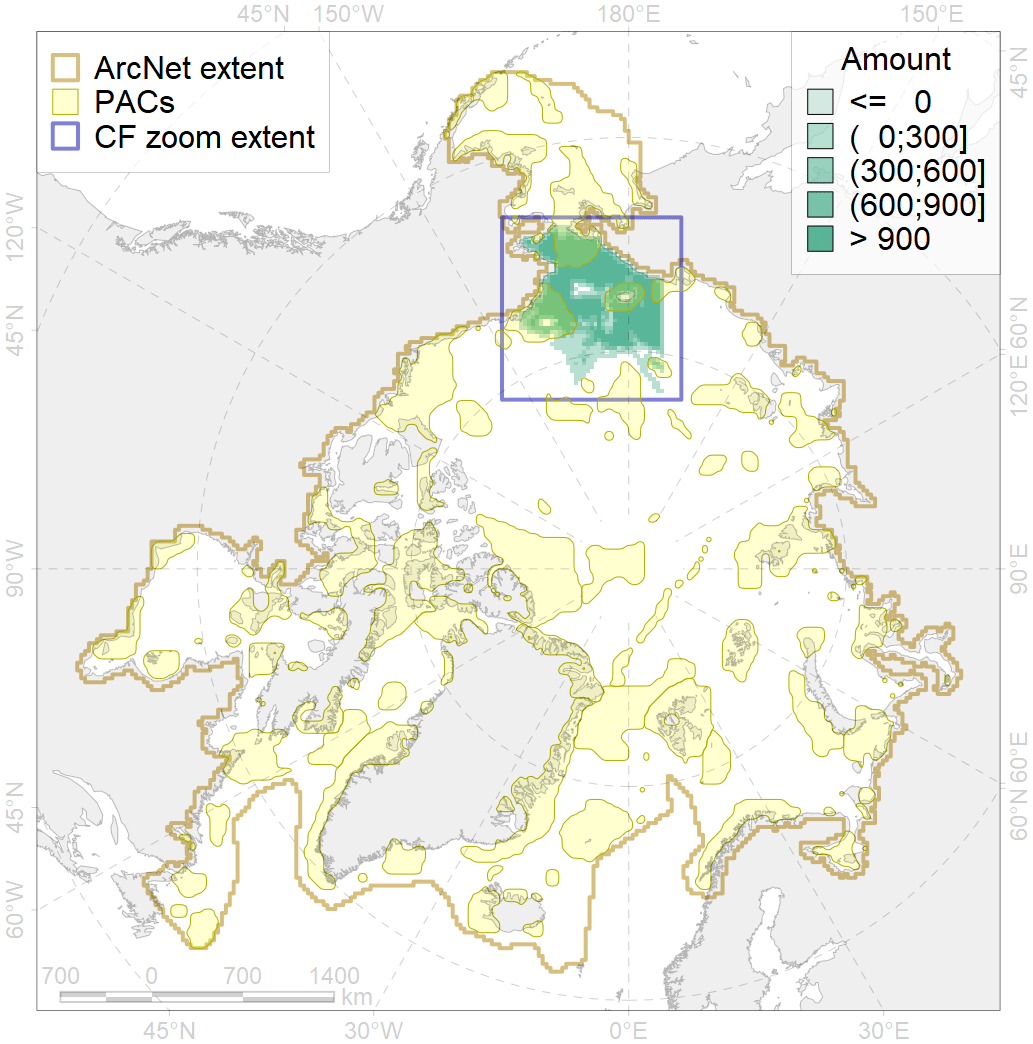 45°N 150°W 180°E 150°E
ArcNet extent
PACs
CF zoom extent
Amount
<= 0
( 0;300]
(300;600]
(600;900]
> 900
45°N
120°W
45°N
90°W
45°N
60°W
60°N
120°E
90°E
60°E
60°N
700 0 700 1400
km
45°N 30°W 0°E 30°E